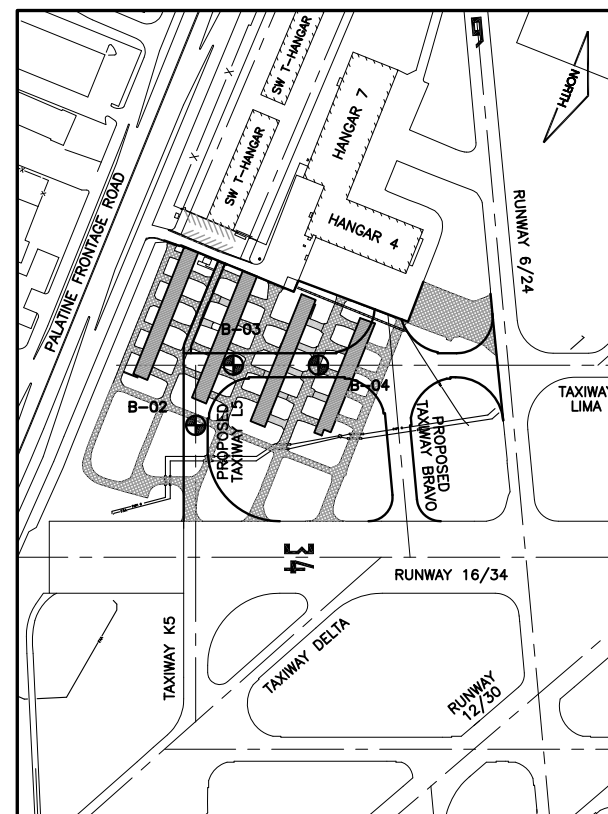 NORTH
SW T-HANGAR
HANGAR 7
SW T-HANGAR
PALATINE FRONTAGE ROAD
HANGAR 4
RUNWAY 6/24
B-03
B-04
TAXIWAY
LIMA
B-02
PROPOSED
TAXIWAY L5
PROPOSED
TAXIWAY BRAVO
34
RUNWAY 16/34
TAXIWAY K5
TAXIWAY DELTA
RUNWAY
12/30